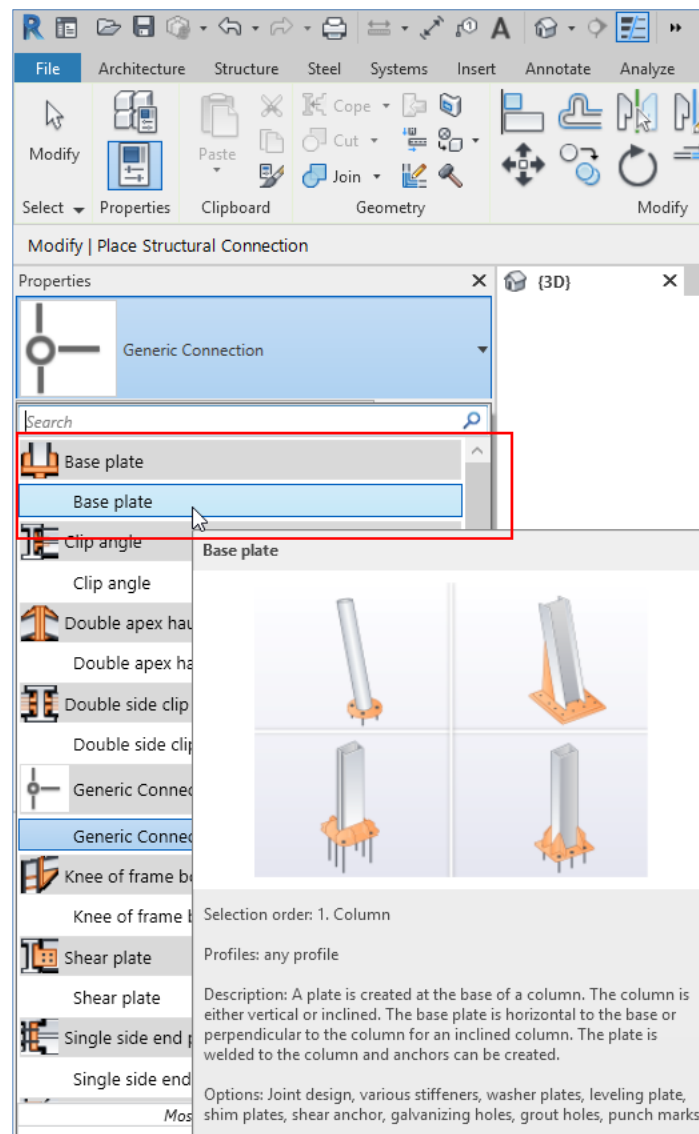 R
A
File Architecture Structure Steel Systems Insert Annotate Analyze
Modify
Paste
Cope
Cut
Join
Select Properties Clipboard Geometry Modify
Modify | Place Structural Connection
Properties
{3D}
Generic Connection
Search
Base plate
Base plate
Clip angle
Clip angle
Double apex hau
Double apex ha
Double side clip
Double side clip
Generic Connec
Generic Connec
Knee of frame bo
Knee of frame b
Shear plate
Shear plate
Single side end p
Single side end
Mos
Base plate
Selection order: 1. Column
Profiles: any profile
Description: A plate is created at the base of a column. The column is
either vertical or inclined. The base plate is horizontal to the base or
perpendicular to the column for an inclined column. The plate is
welded to the column and anchors can be created.
Options: Joint design, various stiffeners, washer plates, leveling plate,
shim plates, shear anchor, galvanizing holes, grout holes, punch marks